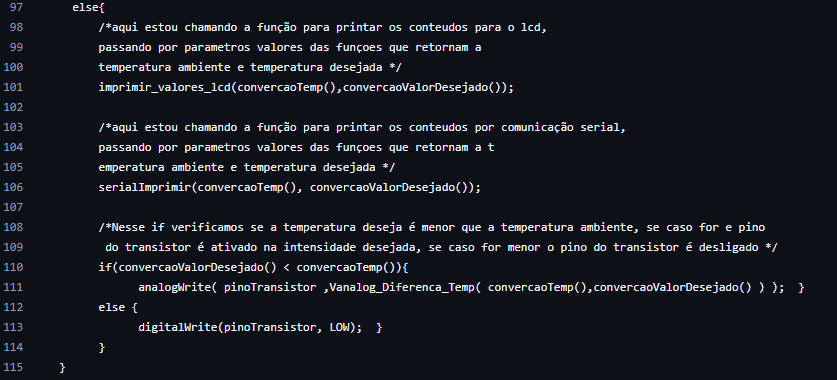 97 else{
98 /*aqui estou chamando a função para printar os conteudos para o lcd,
99 passando por parametros valores das funçoes que retornam a
100 temperatura ambiente e temperatura desejada */
101 imprimir_valores_lcd(convercaoTemp(),convercaoValorDesejado());
102
103 /*aqui estou chamando a função para printar os conteudos por comunicação serial,
104 passando por parametros valores das funçoes que retornam a t
105 emperatura ambiente e temperatura desejada */
106 serialImprimir(convercaoTemp(), convercaoValorDesejado());
107
108 /*Nesse if verificamos se a temperatura deseja é menor que a temperatura ambiente, se caso for e pino
109 do transistor é ativado na intensidade desejada, se caso for menor o pino do transistor é desligado */
110 if(convercaoValorDesejado() < convercaoTemp()){
111 analogWrite( pinoTransistor ,Vanalog_Diferenca_Temp( convercaoTemp(),convercaoValorDesejado() ) );  }
112 else {
113 digitalWrite(pinoTransistor, LOW);  }
114 }
115 }